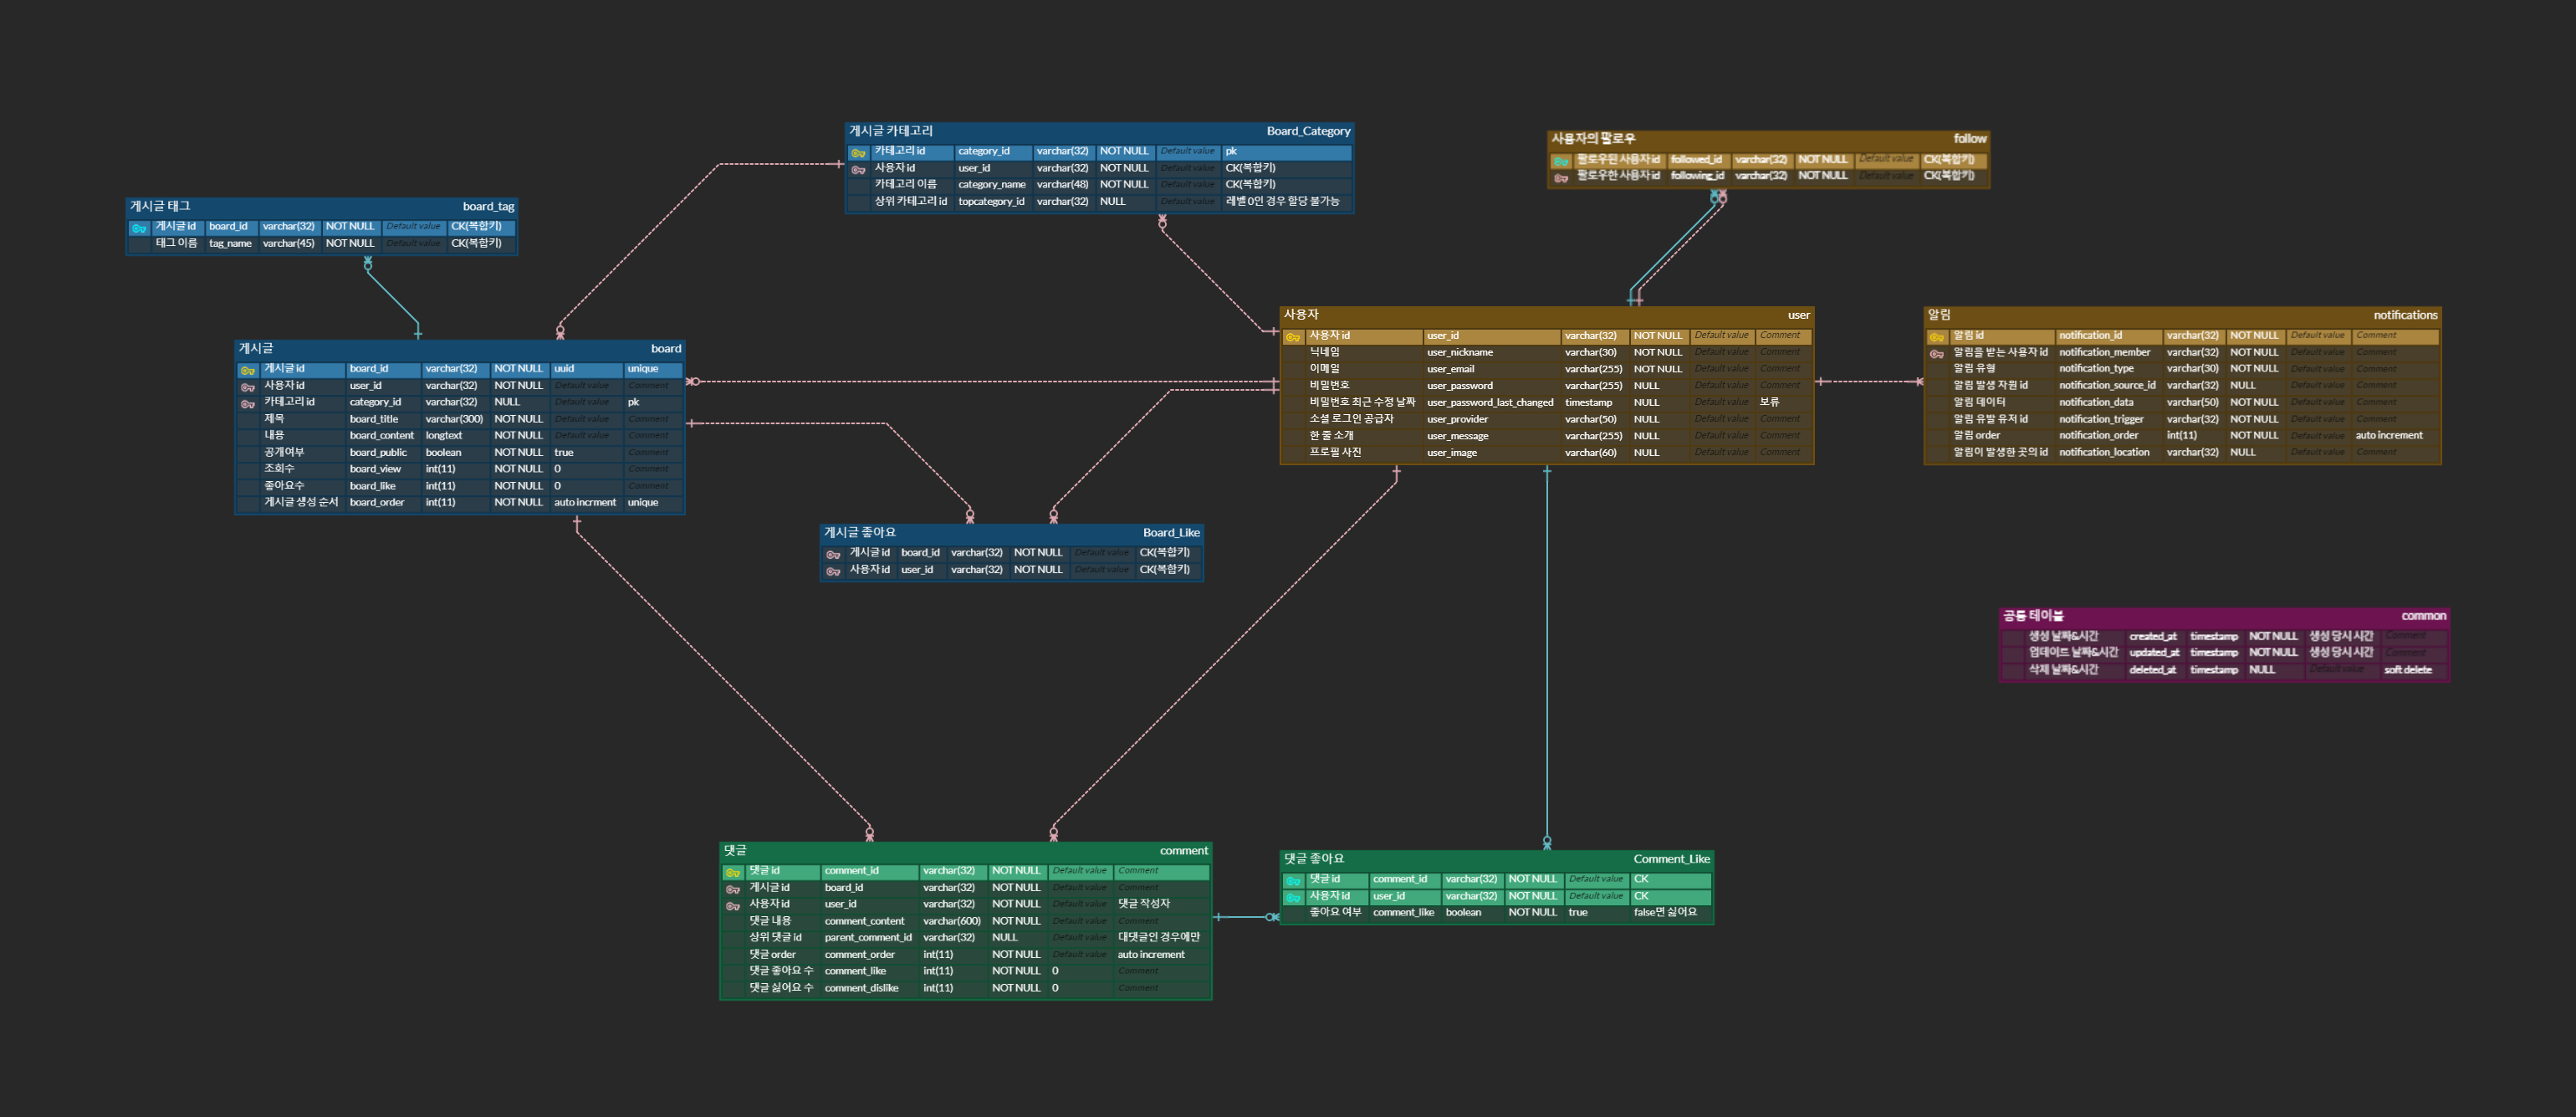 게시글 카테고리 Board_Category
카테고리 id category_id varchar(32) NOT NULL Default value pk
사용자 id user_id varchar(32) NOT NULL Default value CK(복합키)
카테고리 이름 category_name varchar(48) NOT NULL Default value CK(복합키)
상위 카테고리 id topcategory_id varchar(32) NULL Default value 레벨 0인 경우 할당 불가능
사용자의 팔로우 follow
팔로우된 사용자 id followed_id varchar(32) NOT NULL Default value CK(복합키)
팔로우한 사용자 id following_id varchar(32) NOT NULL Default value CK(복합키)
게시글 태그 board_tag
게시글 id board_id varchar(32) NOT NULL Default value CK(복합키)
태그 이름 tag_name varchar(45) NOT NULL Default value CK(복합키)
게시글 board
게시글 id board_id varchar(32) NOT NULL uuid unique
사용자 id user_id varchar(32) NOT NULL Default value Comment
카테고리 id category_id varchar(32) NULL Default value pk
제목 board_title varchar(300) NOT NULL Default value Comment
내용 board_content longtext NOT NULL Default value Comment
공개여부 board_public boolean NOT NULL true Comment
조회수 board_view int(11) NOT NULL 0 Comment
좋아요수 board_like int(11) NOT NULL 0 Comment
게시글 생성 순서 board_order int(11) NOT NULL auto incrment unique
사용자 user
사용자 id user_id varchar(32) NOT NULL Default value Comment
닉네임 user_nickname varchar(30) NOT NULL Default value Comment
이메일 user_email varchar(255) NOT NULL Default value Comment
비밀번호 user_password varchar(255) NULL Default value Comment
비밀번호 최근 수정 날짜 user_password_last_changed timestamp NULL Default value 보류
소셜 로그인 공급자 user_provider varchar(50) NULL Default value Comment
한 줄 소개 user_message varchar(255) NULL Default value Comment
프로필 사진 user_image varchar(60) NULL Default value Comment
알림 notifications
알림 id notification_id varchar(32) NOT NULL Default value Comment
알림을 받는 사용자 id notification_member varchar(32) NOT NULL Default value Comment
알림 유형 notification_type varchar(30) NOT NULL Default value Comment
알림 발생 자원 id notification_source_id varchar(32) NULL Default value Comment
알림 데이터 notification_data varchar(50) NOT NULL Default value Comment
알림 유발 유저 id notification_trigger varchar(32) NOT NULL Default value Comment
알림 order notification_order int(11) NOT NULL Default value auto increment
알림이 발생한 곳의 id notification_location varchar(32) NULL Default value Comment
게시글 좋아요 Board_Like
게시글 id board_id varchar(32) NOT NULL Default value CK(복합키)
사용자 id user_id varchar(32) NOT NULL Default value CK(복합키)
공통 테이블 common
생성 날짜&시간 created_at timestamp NOT NULL 생성 당시 시간 Comment
업데이트 날짜&시간 updated_at timestamp NOT NULL 생성 당시 시간 Comment
삭제 날짜&시간 deleted_at timestamp NULL Default value soft delete
댓글 comment
댓글 id comment_id varchar(32) NOT NULL Default value Comment
게시글 id board_id varchar(32) NOT NULL Default value Comment
사용자 id user_id varchar(32) NOT NULL Default value 댓글 작성자
댓글 내용 comment_content varchar(600) NOT NULL Default value Comment
상위 댓글 id parent_comment_id varchar(32) NULL Default value 대댓글인 경우에만
댓글 order comment_order int(11) NOT NULL Default value auto increment
댓글 좋아요 수 comment_like int(11) NOT NULL 0 Comment
댓글 싫어요 수 comment_dislike int(11) NOT NULL 0 Comment
댓글 좋아요 Comment_Like
댓글 id comment_id varchar(32) NOT NULL Default value CK
사용자 id user_id varchar(32) NOT NULL Default value CK
좋아요 여부 comment_like boolean NOT NULL true false면 싫어요